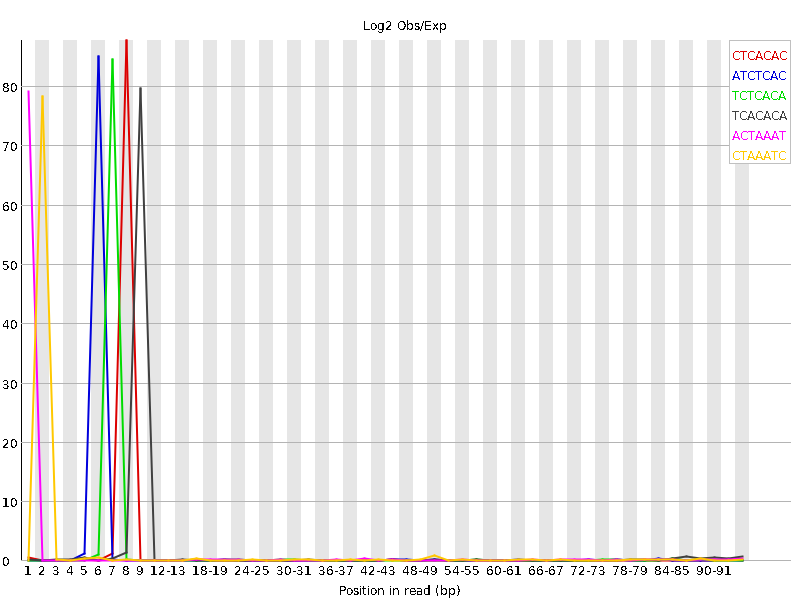 Log2 Obs/Exp
CTCACAC
ATCTCAC
TCTCACA
TCACACA
ACTAAAT
CTAAATC
80
70
60
50
40
30
20
10
0
1 2 3 4 5 6 7 8 9 12-13 18-19 24-25 30-31 36-37 42-43 48-49 54-55 60-61 66-67 72-73 78-79 84-85 90-91
Position in read (bp)